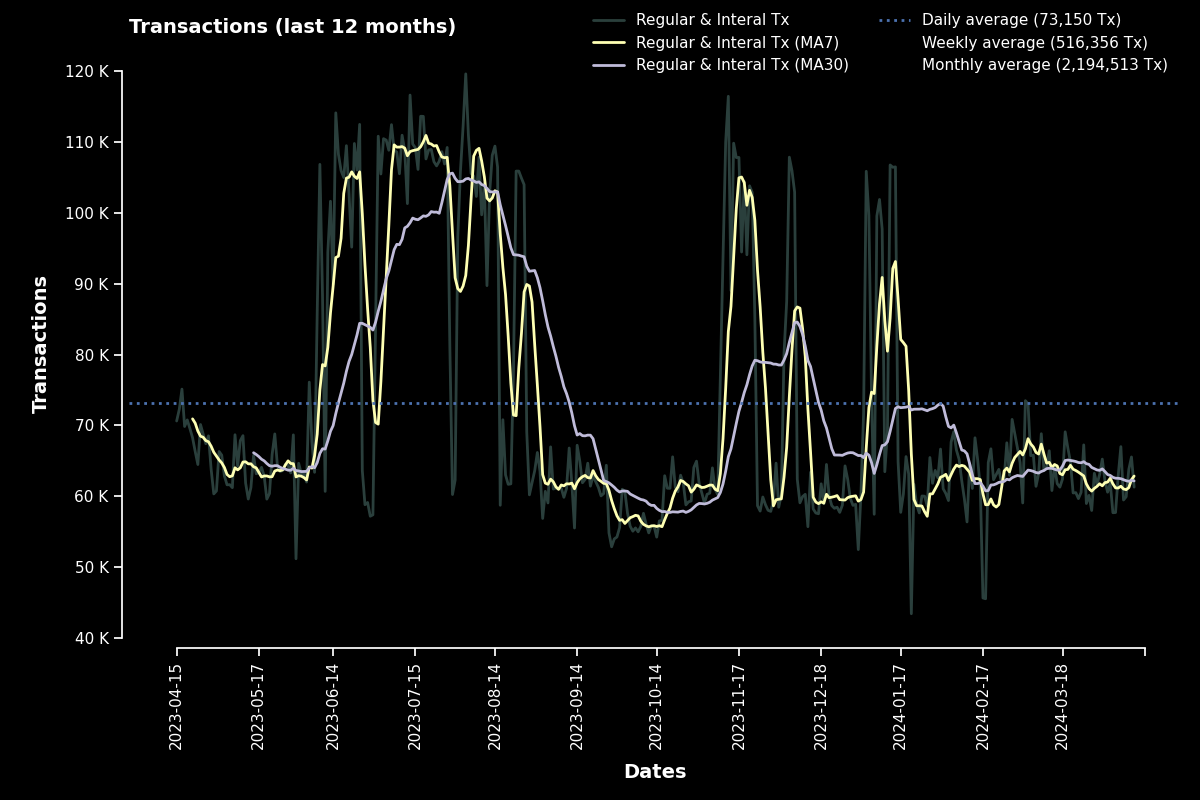 Transactions (last 12 months)
Regular & Interal Tx
Regular & Interal Tx (MA7)
Regular & Interal Tx (MA30)
Daily average (73,150 Tx)
Weekly average (516,356 Tx)
Monthly average (2,194,513 Tx)
120 K
110 K
100 K
90 K
80 K
70 K
60 K
50 K
40 K
Transactions
2023-04-15
2023-05-17
2023-06-14
2023-07-15
2023-08-14
2023-09-14
2023-10-14
2023-11-17
2023-12-18
2024-01-17
2024-02-17
2024-03-18
Dates